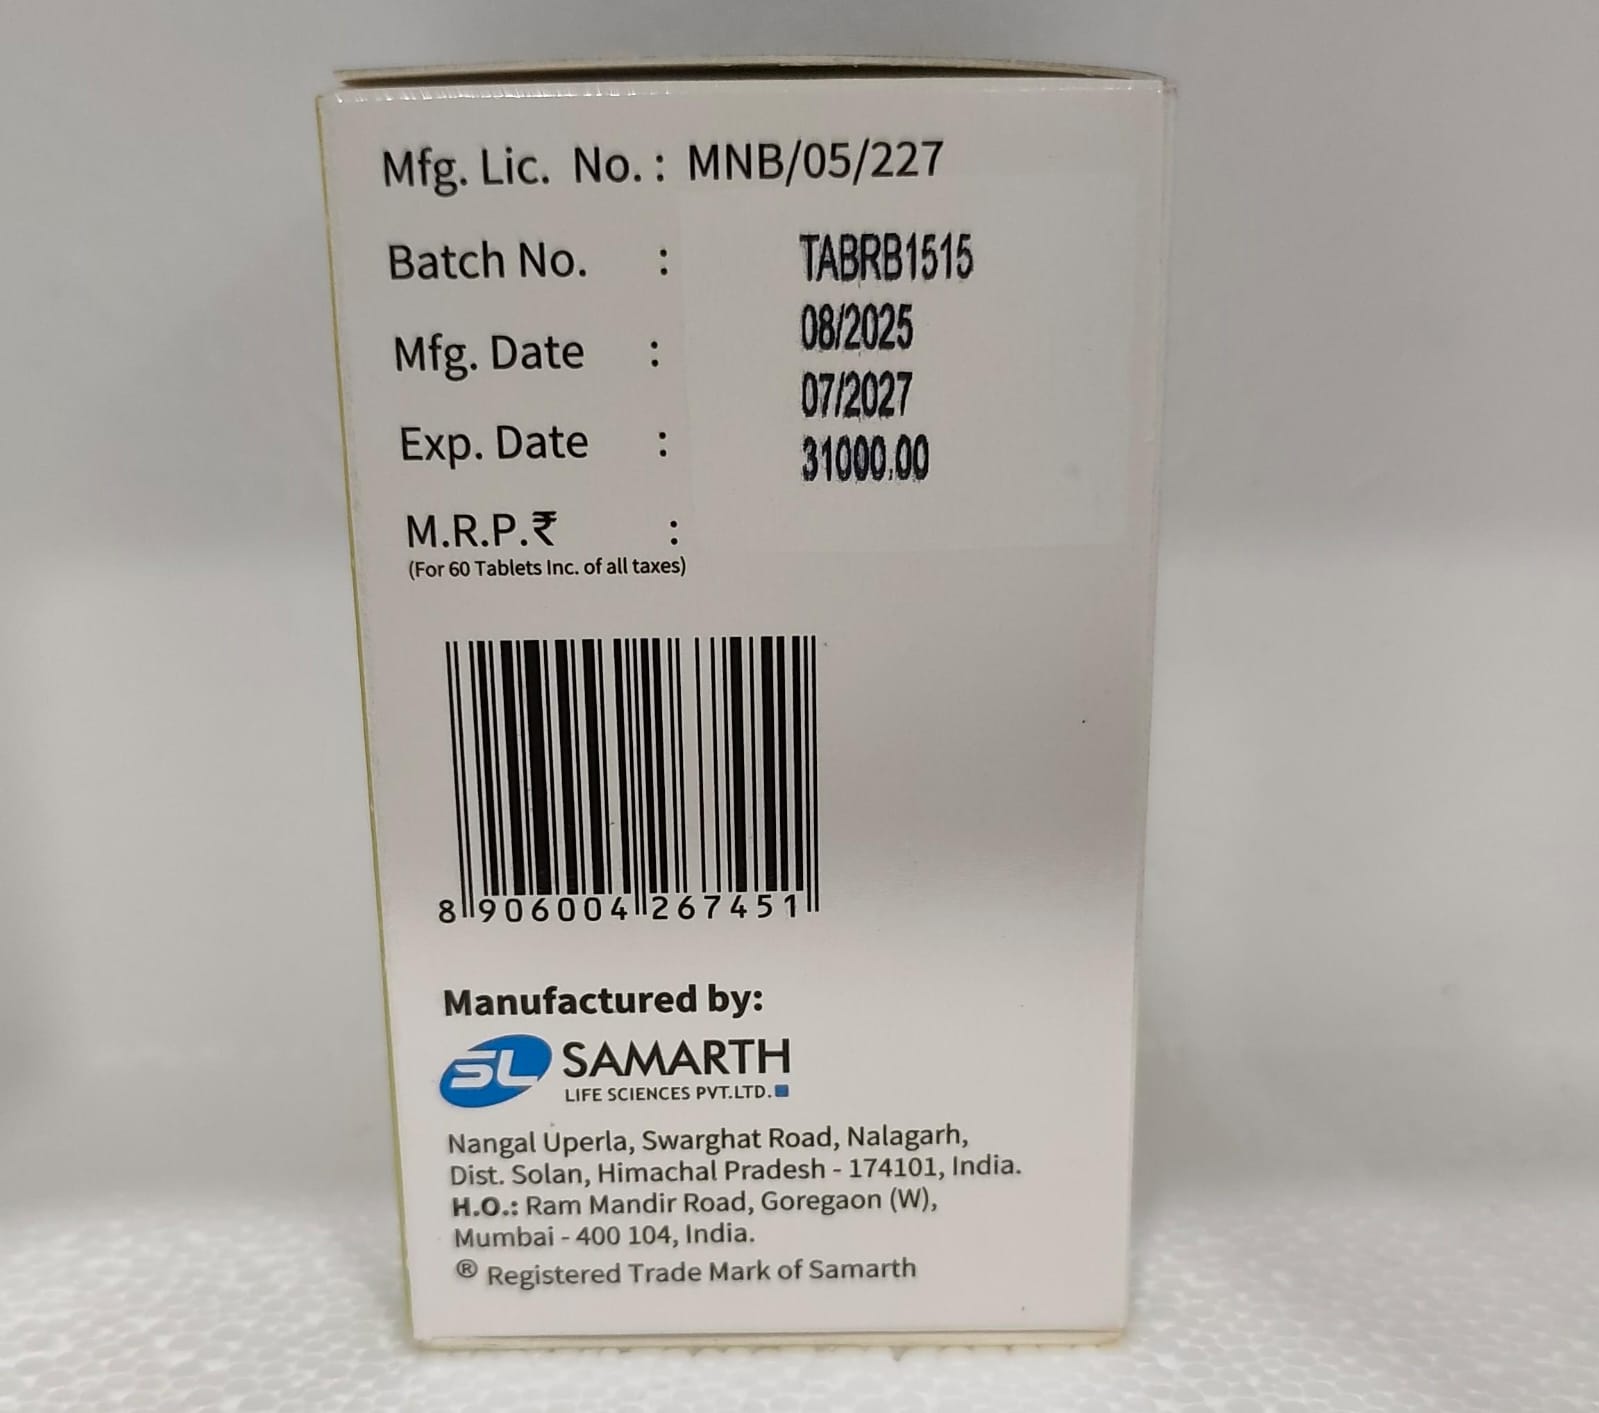 Mfg. Lic. No. : MNB/05/227
Batch No. : TABRB1515
Mfg. Date : 08/2025
Exp. Date : 07/2027
M.R.P.₹ : 31000.00
(For 60 Tablets Inc. of all taxes)
8 906004 267451
Manufactured by:
SL SAMARTH
LIFE SCIENCES PVT.LTD.
Nangal Uperla, Swarghat Road, Nalagarh,
Dist. Solan, Himachal Pradesh - 174101, India.
H.O.: Ram Mandir Road, Goregaon (W),
Mumbai - 400 104, India.
® Registered Trade Mark of Samarth